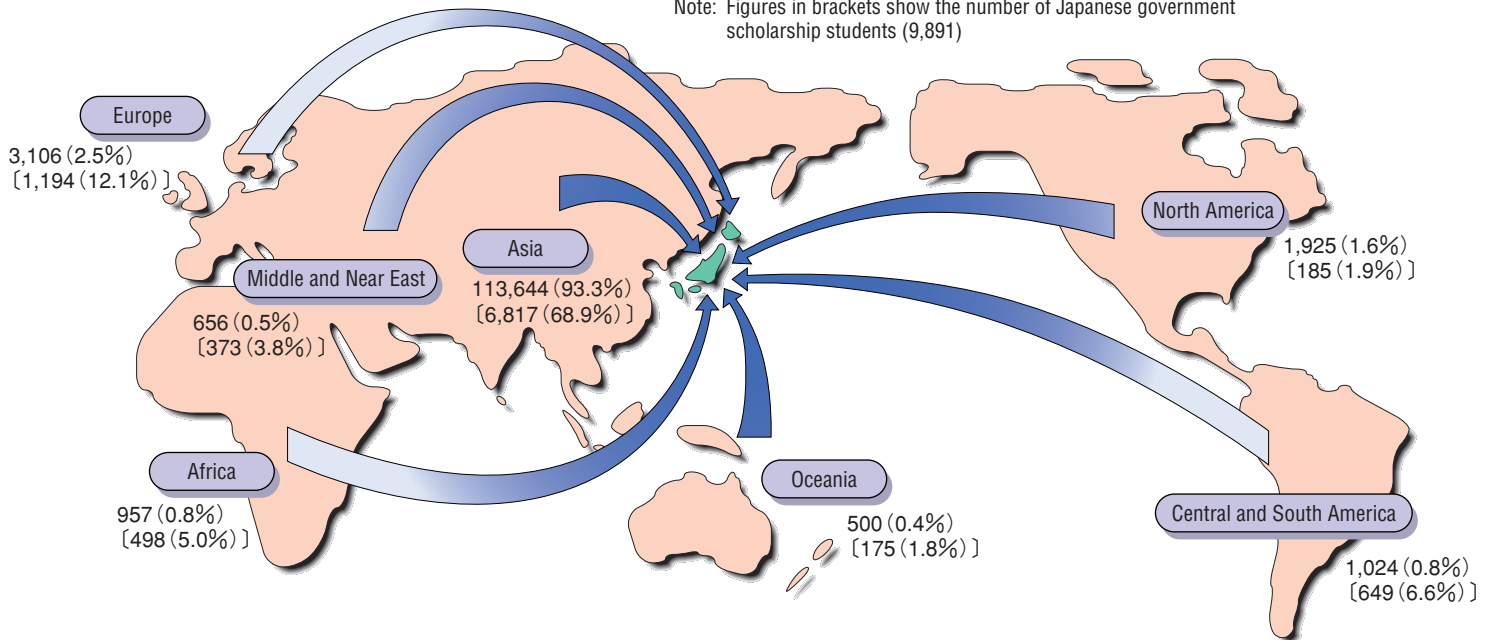 Note: Figures in brackets show the number of Japanese government
scholarship students (9,891)
Europe
3,106 (2.5%)
〔1,194 (12.1%)〕
Middle and Near East
656 (0.5%)
〔373 (3.8%)〕
Asia
113,644 (93.3%)
〔6,817 (68.9%)〕
North America
1,925 (1.6%)
〔185 (1.9%)〕
Africa
957 (0.8%)
〔498 (5.0%)〕
Oceania
500 (0.4%)
〔175 (1.8%)〕
Central and South America
1,024 (0.8%)
〔649 (6.6%)〕